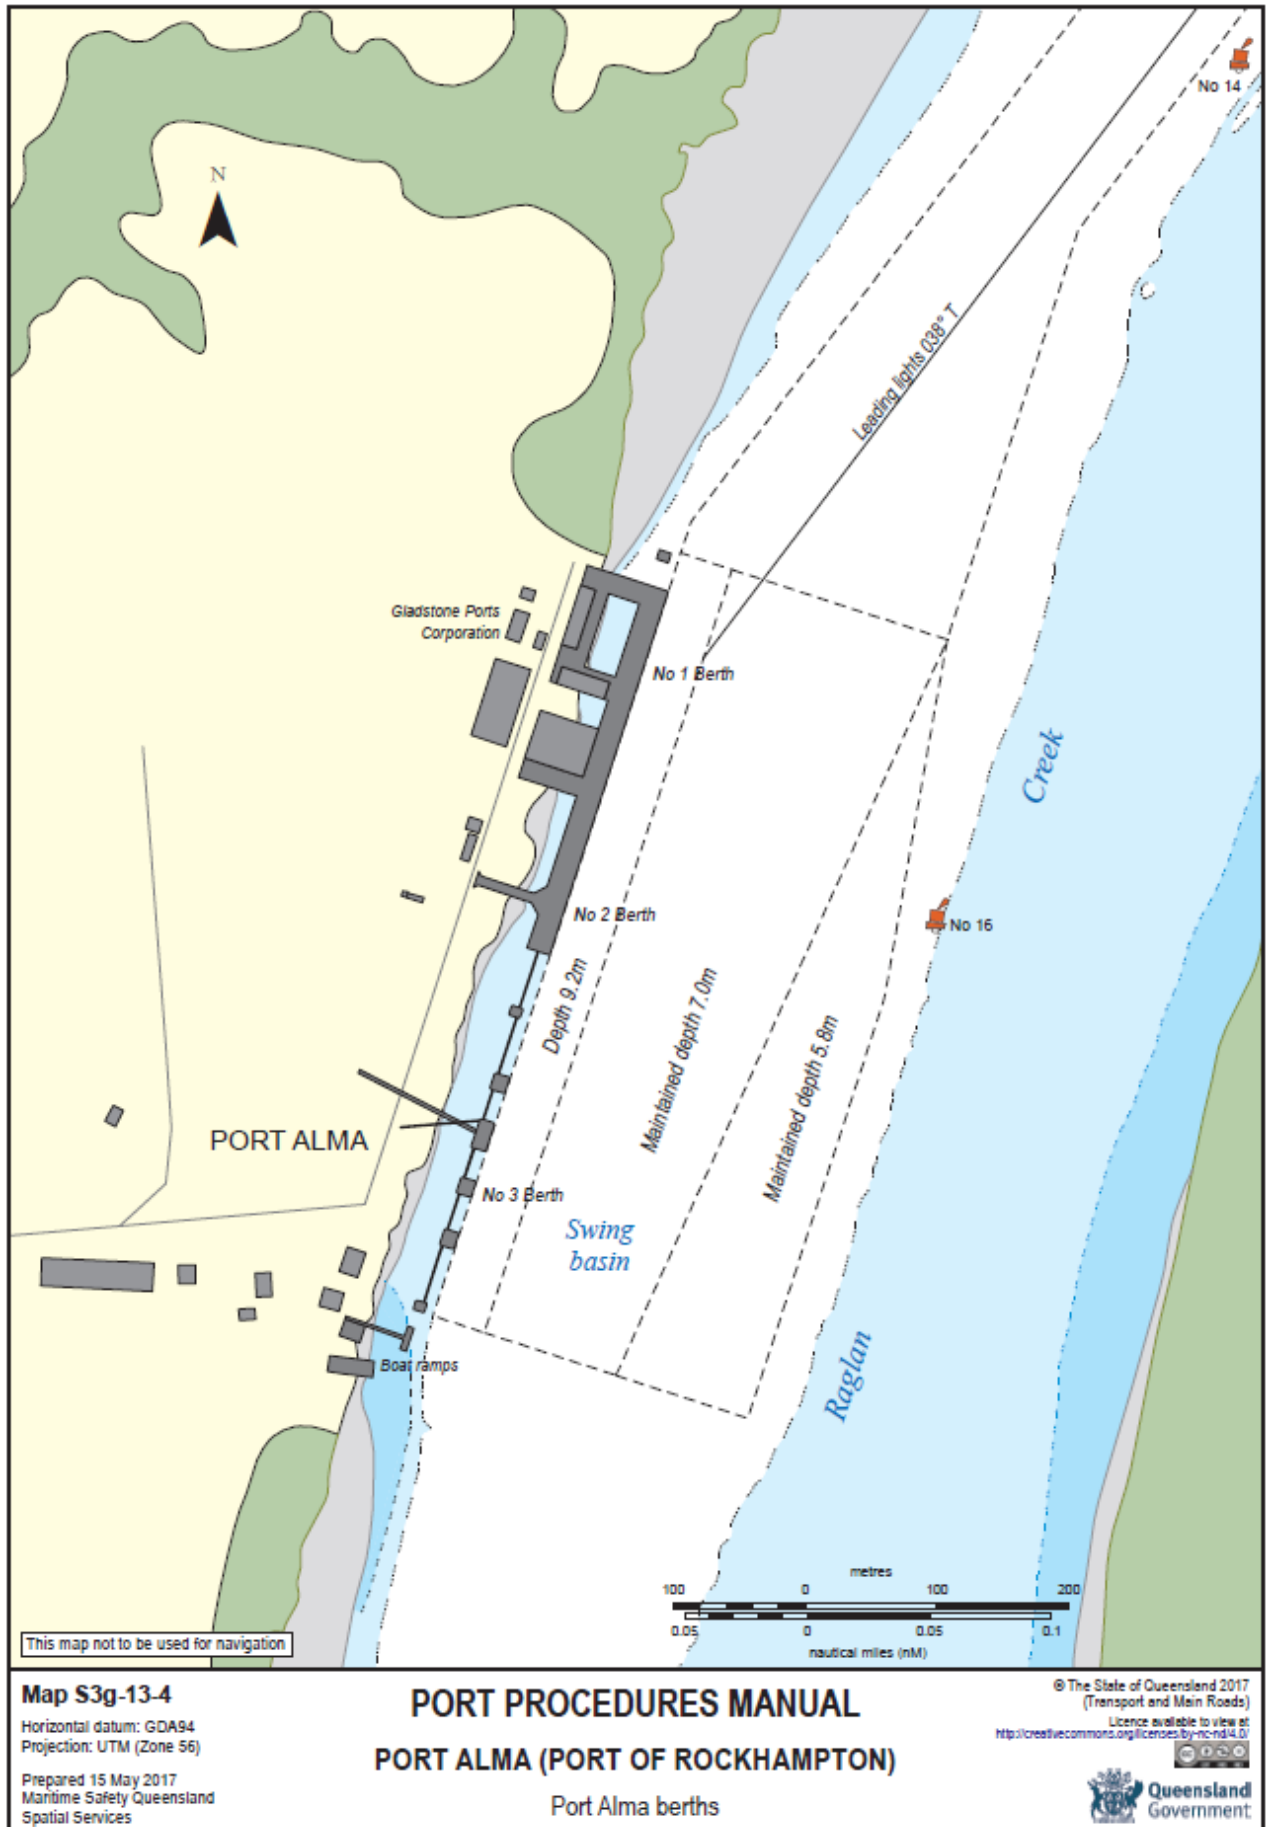 No 14
N
Leading lights 038° T
Gladstone Ports
Corporation
No 1 Berth
Creek
No 2 Berth
No 16
Depth 9.2m
Maintained depth 7.0m
Maintained depth 5.8m
PORT ALMA
No 3 Berth
Swing
basin
Raglan
Boat ramps
metres
100 0 100 200
0.05 0 0.05 0.1
nautical miles (nM)
This map not to be used for navigation
Map S3g-13-4
Horizontal datum: GDA94
Projection: UTM (Zone 56)
Prepared 15 May 2017
Maritime Safety Queensland
Spatial Services
PORT PROCEDURES MANUAL
PORT ALMA (PORT OF ROCKHAMPTON)
Port Alma berths
© The State of Queensland 2017
(Transport and Main Roads)
Licence available to view at
http://creativecommons.org/licenses/by-nc-nd/4.0/
Queensland
Government